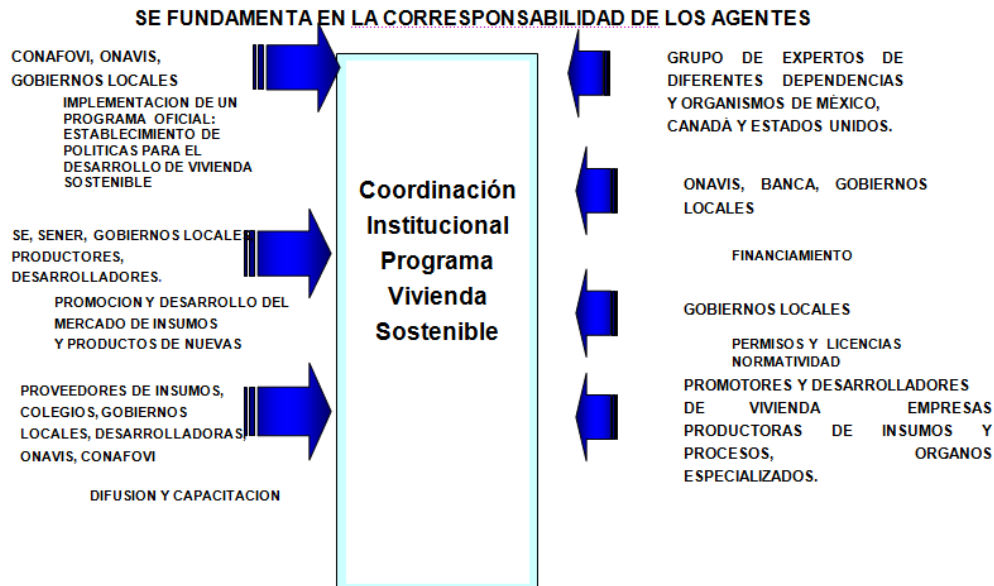 SE FUNDAMENTA EN LA CORRESPONSABILIDAD DE LOS AGENTES
CONAFOVI, ONAVIS,
GOBIERNOS LOCALES
IMPLEMENTACION DE UN
PROGRAMA OFICIAL:
ESTABLECIMIENTO DE
POLITICAS PARA EL
DESARROLLO DE VIVIENDA
SOSTENIBLE
SE, SENER, GOBIERNOS LOCALES
PRODUCTORES,
DESARROLLADORES.
PROMOCION Y DESARROLLO DEL
MERCADO DE INSUMOS
Y PRODUCTOS DE NUEVAS
PROVEEDORES DE INSUMOS,
COLEGIOS, GOBIERNOS
LOCALES, DESARROLLADORAS,
ONAVIS, CONAFOVI
DIFUSION Y CAPACITACION
Coordinación
Institucional
Programa
Vivienda
Sostenible
GRUPO DE EXPERTOS DE
DIFERENTES DEPENDENCIAS
Y ORGANISMOS DE MÉXICO,
CANADÁ Y ESTADOS UNIDOS.
ONAVIS, BANCA, GOBIERNOS
LOCALES
FINANCIAMIENTO
GOBIERNOS LOCALES
PERMISOS Y LICENCIAS
NORMATIVIDAD
PROMOTORES Y DESARROLLADORES
DE VIVIENDA EMPRESAS
PRODUCTORAS DE INSUMOS Y
PROCESOS, ORGANOS
ESPECIALIZADOS.